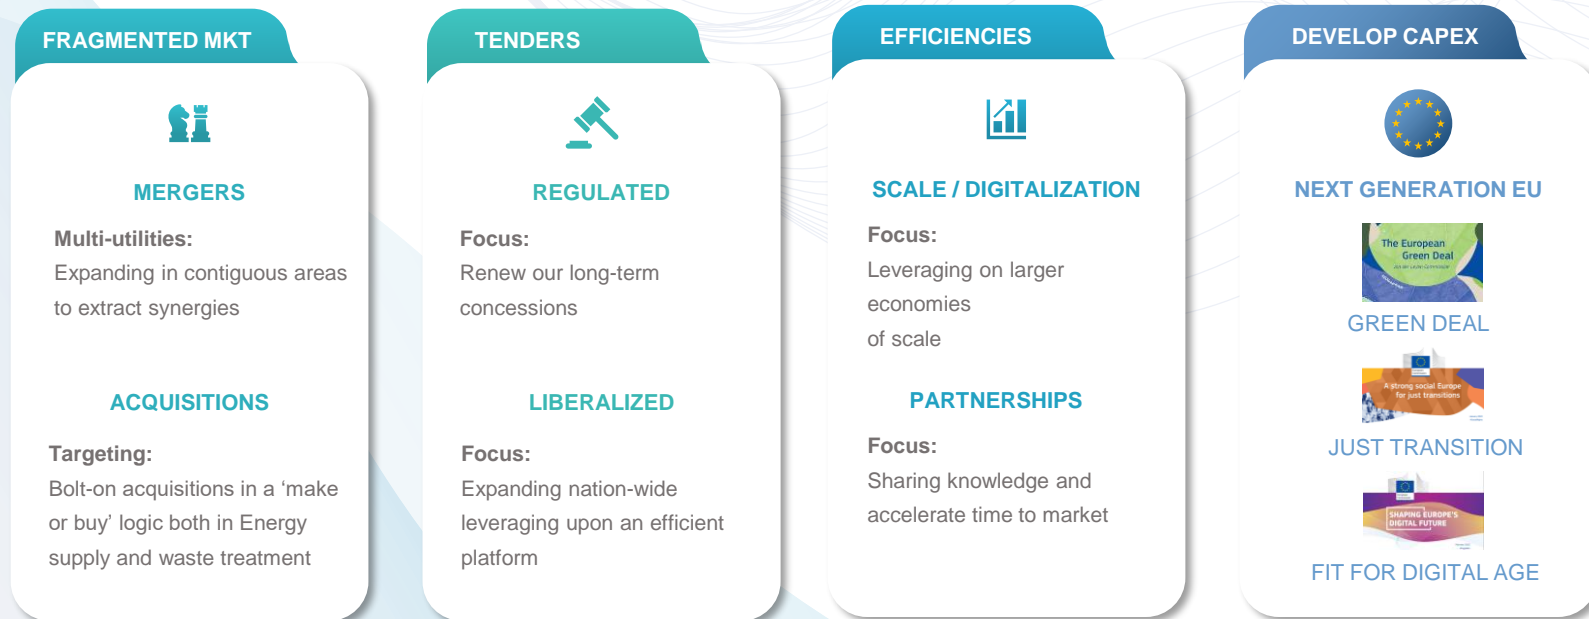 FRAGMENTED MKT
MERGERS
Multi-utilities:
Expanding in contiguous areas
to extract synergies
ACQUISITIONS
Targeting:
Bolt-on acquisitions in a ‘make
or buy’ logic both in Energy
supply and waste treatment
TENDERS
REGULATED
Focus:
Renew our long-term
concessions
LIBERALIZED
Focus:
Expanding nation-wide
leveraging upon an efficient
platform
EFFICIENCIES
SCALE / DIGITALIZATION
Focus:
Leveraging on larger
economies
of scale
PARTNERSHIPS
Focus:
Sharing knowledge and
accelerate time to market
DEVELOP CAPEX
NEXT GENERATION EU
The European
Green Deal
GREEN DEAL
A strong social Europe
for just transitions
JUST TRANSITION
SHAPING EUROPE'S
DIGITAL FUTURE
FIT FOR DIGITAL AGE